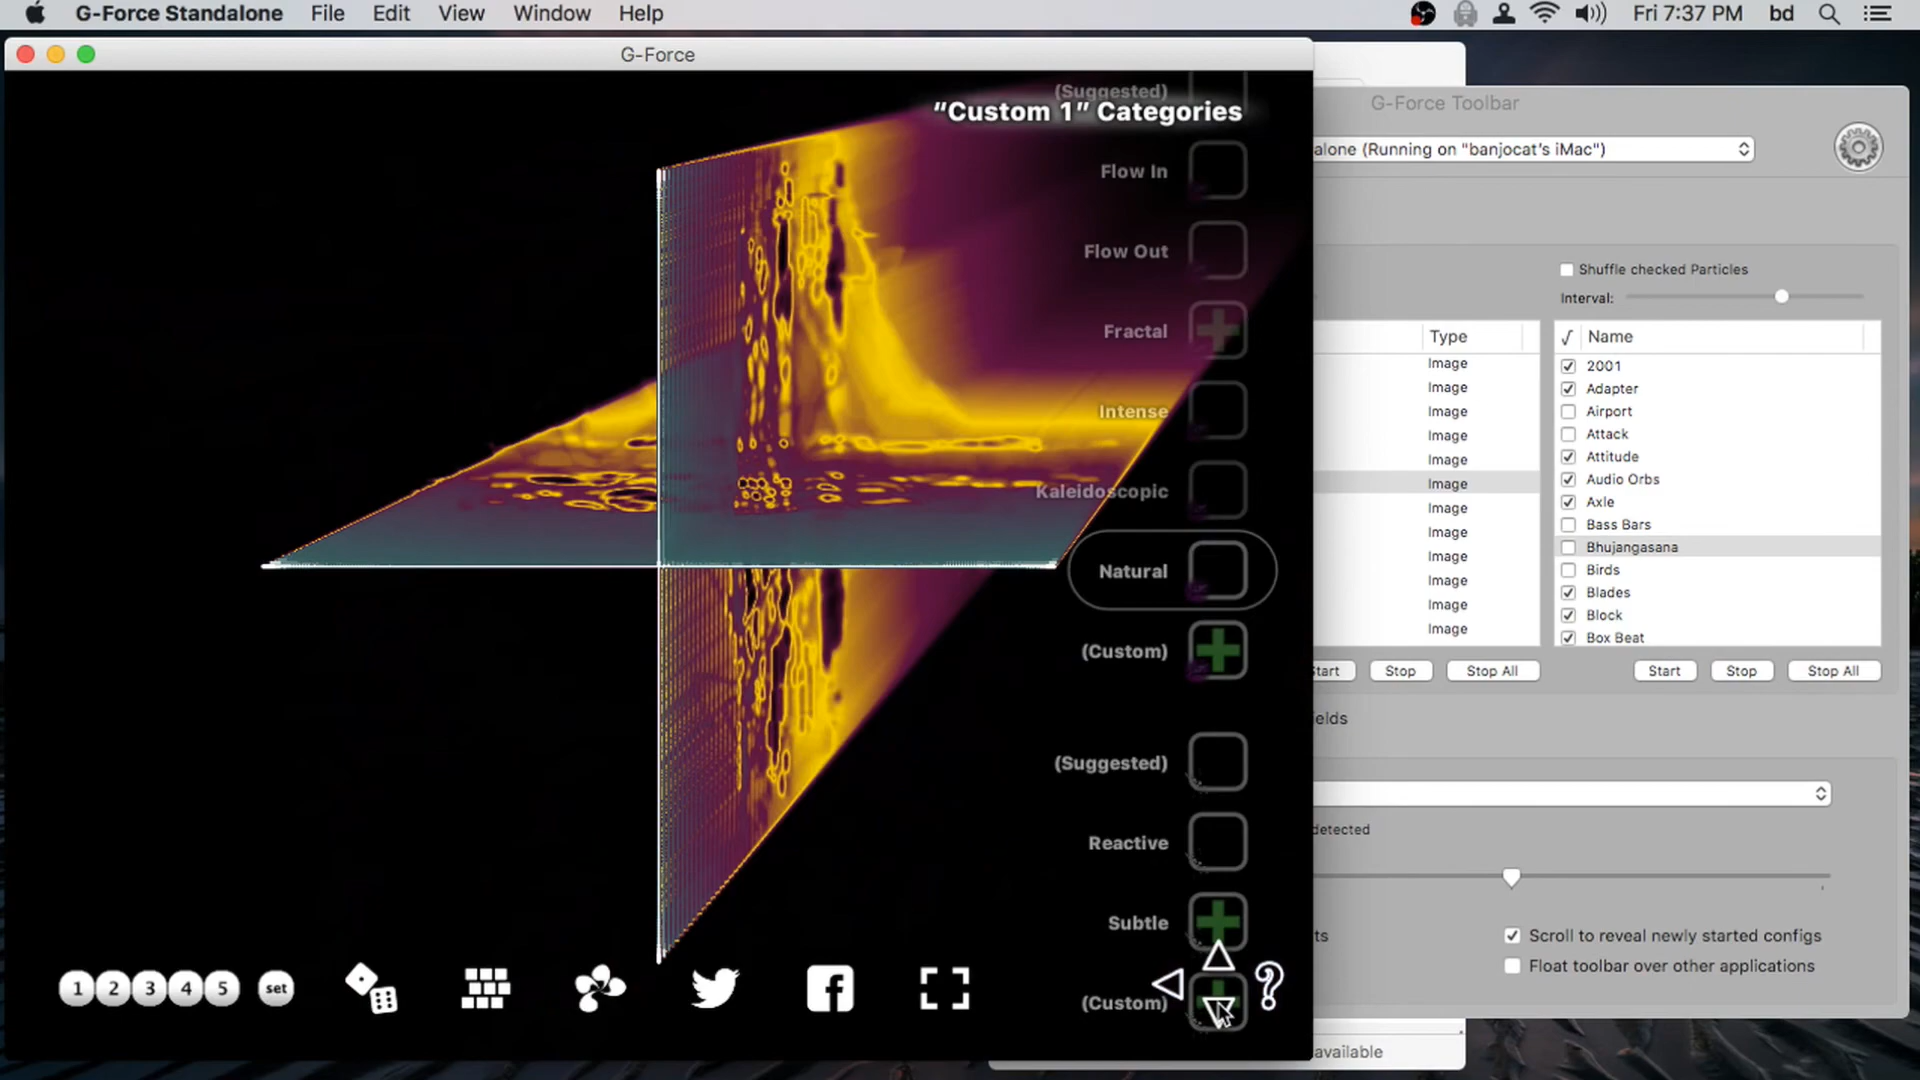 G-Force Standalone File Edit View Window Help Fri 7:37 PM bd
G-Force
(Suggested)
“Custom 1” Categories
Flow In
Flow Out
Fractal
Intense
Kaleidoscopic
Natural
(Custom)
(Suggested)
Reactive
Subtle
(Custom)
1 2 3 4 5 set
?
G-Force Toolbar
alone (Running on "banjocat's iMac")
Shuffle checked Particles
Interval:
Type
Image
Image
Image
Image
Image
Image
Image
Image
Image
Image
Image
Image
√ Name
2001
Adapter
Airport
Attack
Attitude
Audio Orbs
Axle
Bass Bars
Bhujangasana
Birds
Blades
Block
Box Beat
tart Stop Stop All
Start Stop Stop All
ields
detected
ts
Scroll to reveal newly started configs
Float toolbar over other applications
available